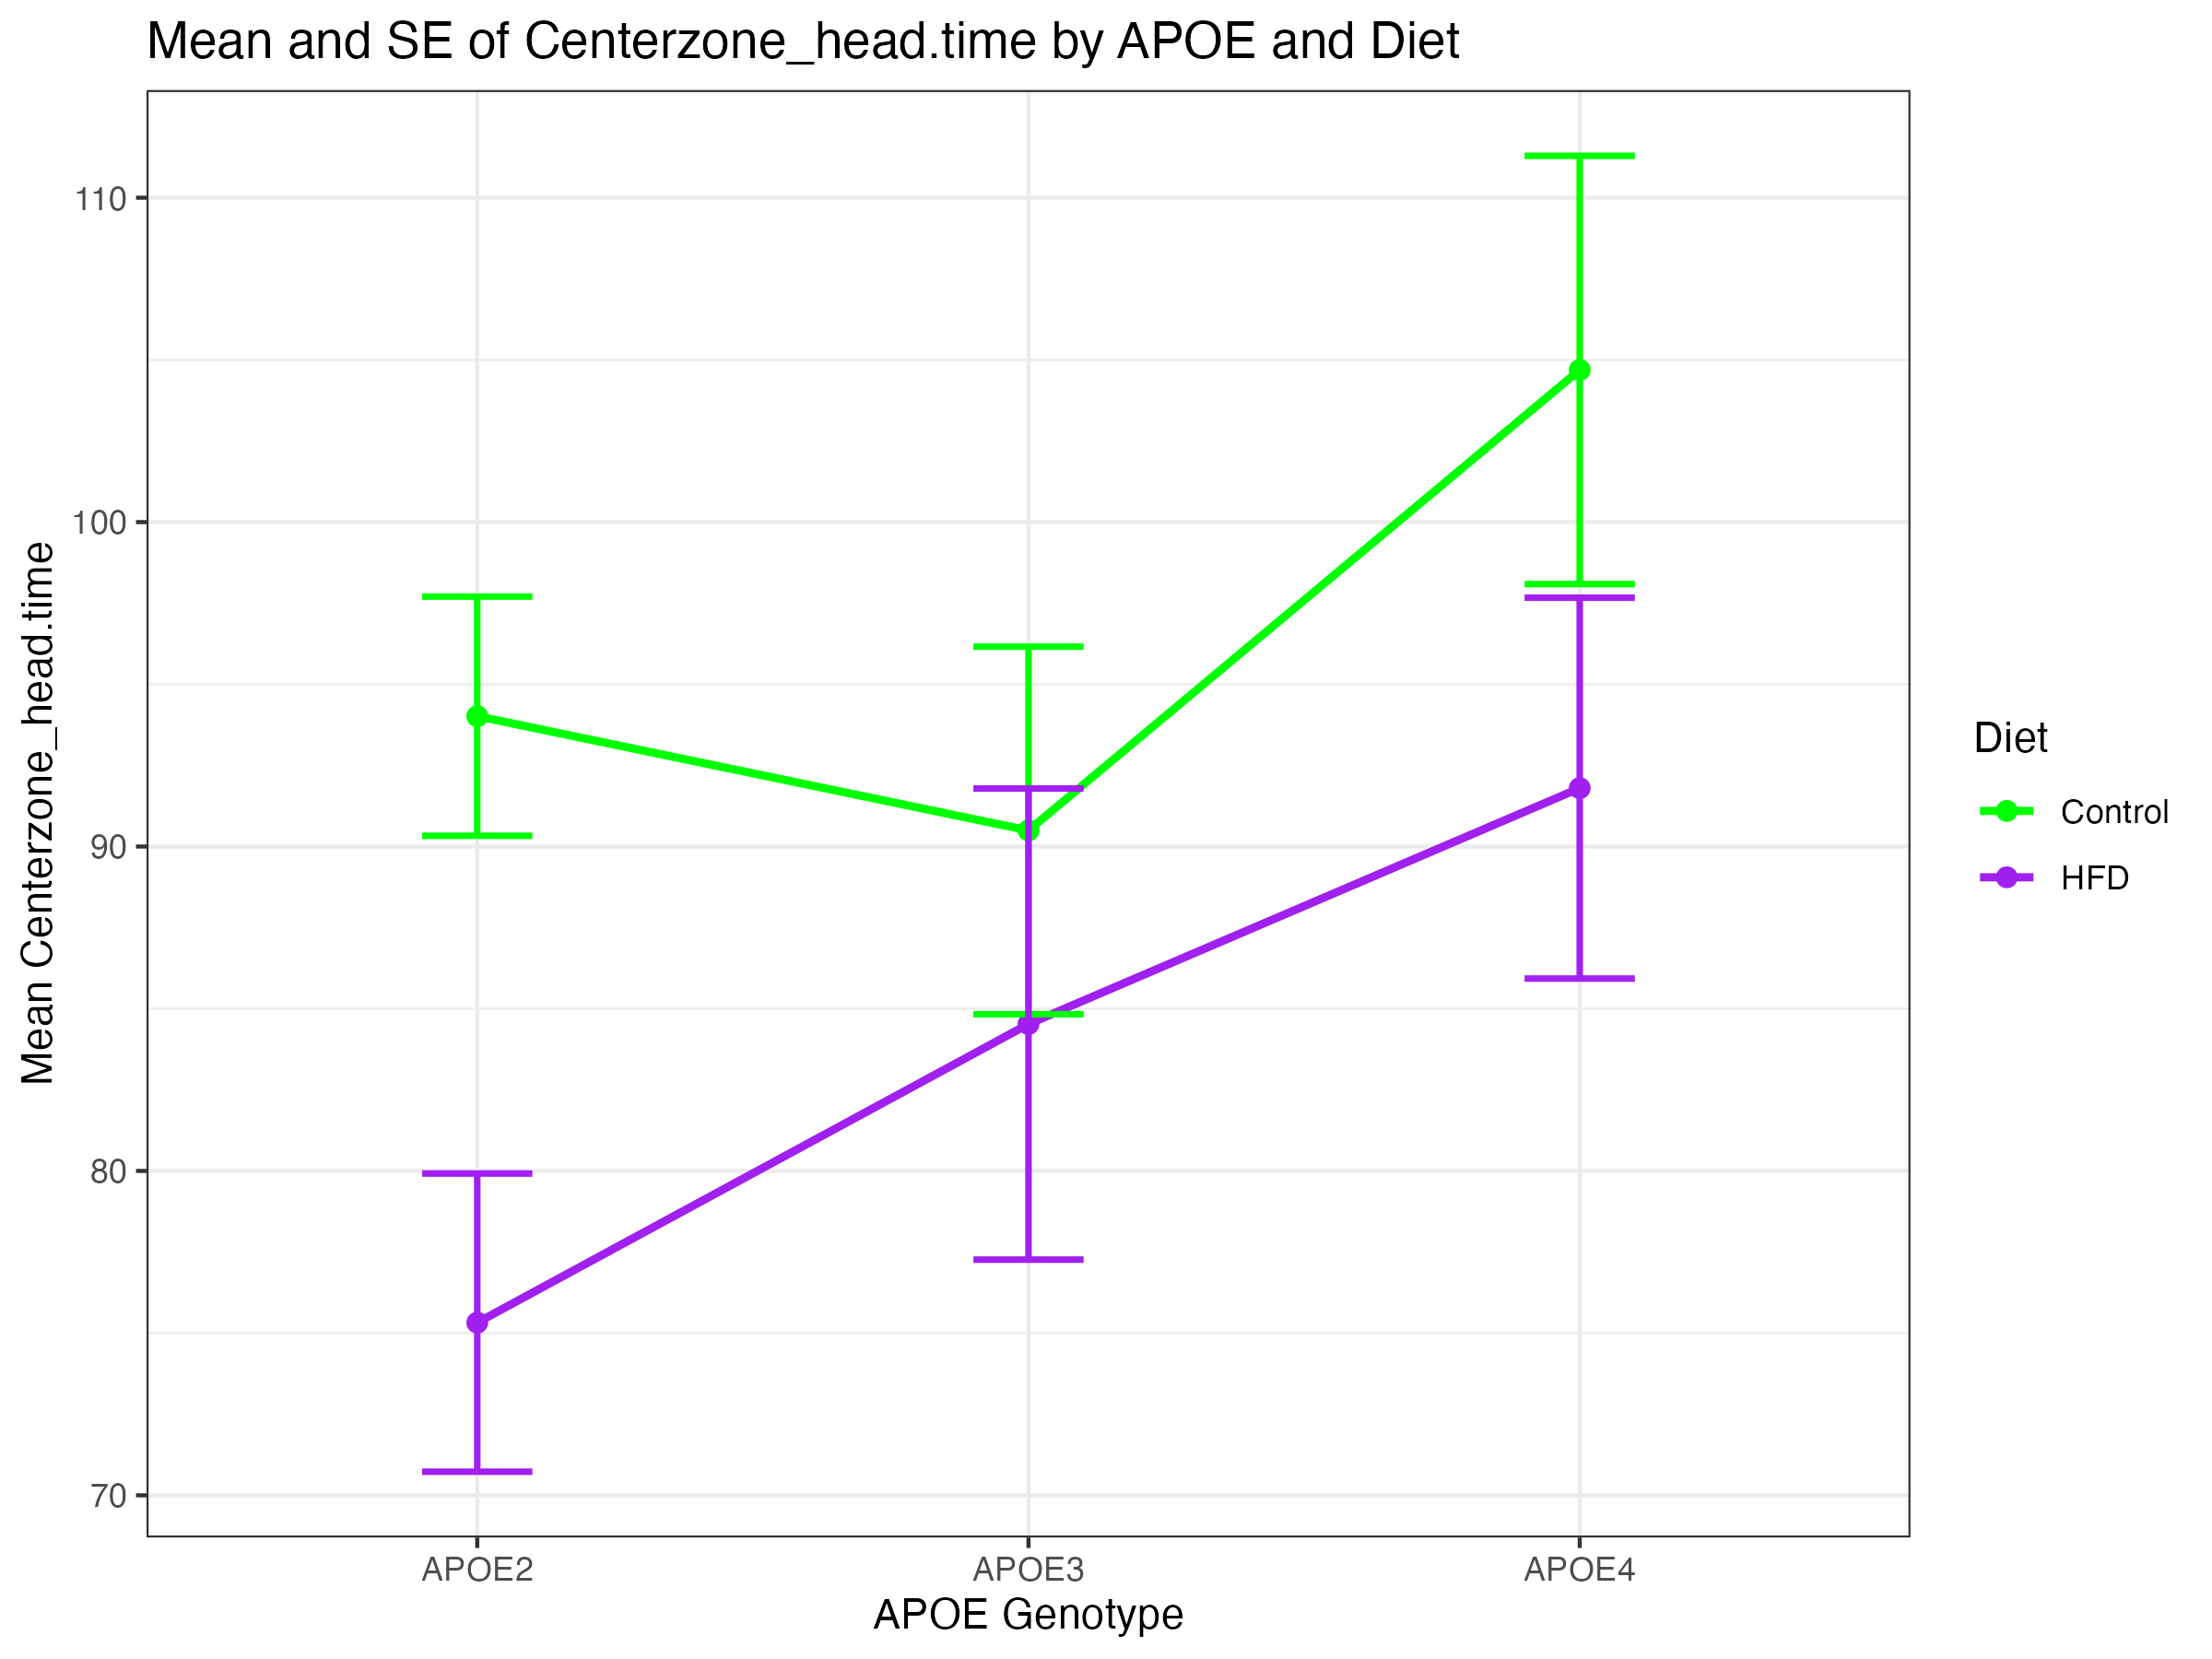 Mean and SE of Centerzone_head.time by APOE and Diet
Mean Centerzone_head.time
110
100
90
80
70
APOE2 APOE3 APOE4
APOE Genotype
Diet
Control
HFD